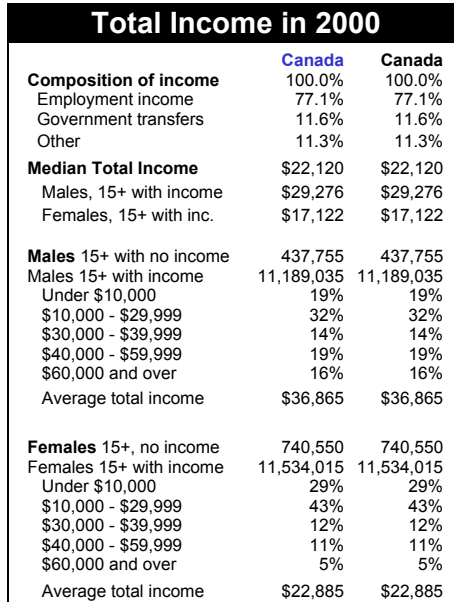 Total Income in 2000
Canada Canada
Composition of income 100.0% 100.0%
Employment income 77.1% 77.1%
Government transfers 11.6% 11.6%
Other 11.3% 11.3%
Median Total Income $22,120 $22,120
Males, 15+ with income $29,276 $29,276
Females, 15+ with inc. $17,122 $17,122
Males 15+ with no income 437,755 437,755
Males 15+ with income 11,189,035 11,189,035
Under $10,000 19% 19%
$10,000 - $29,999 32% 32%
$30,000 - $39,999 14% 14%
$40,000 - $59,999 19% 19%
$60,000 and over 16% 16%
Average total income $36,865 $36,865
Females 15+, no income 740,550 740,550
Females 15+ with income 11,534,015 11,534,015
Under $10,000 29% 29%
$10,000 - $29,999 43% 43%
$30,000 - $39,999 12% 12%
$40,000 - $59,999 11% 11%
$60,000 and over 5% 5%
Average total income $22,885 $22,885